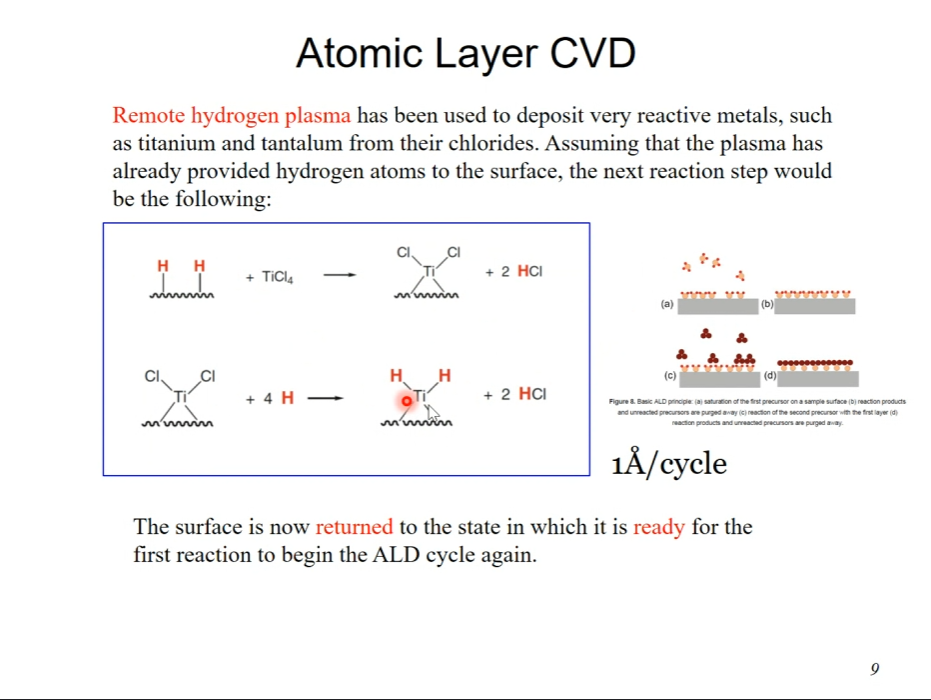 Atomic Layer CVD
Remote hydrogen plasma has been used to deposit very reactive metals, such
as titanium and tantalum from their chlorides. Assuming that the plasma has
already provided hydrogen atoms to the surface, the next reaction step would
be the following:
H H + TiCl₄ Cl Cl Ti + 2 HCl
Cl Cl Ti + 4 H H H Ti + 2 HCl
(a) (b)
(c) (d)
Figure 8. Basic ALD principle: (a) saturation of the first precursor on a sample surface (b) reaction products
and unreacted precursors are purged away (c) reaction of the second precursor with the first layer (d)
reaction products and unreacted precursors are purged away.
1Å/cycle
The surface is now returned to the state in which it is ready for the
first reaction to begin the ALD cycle again.
9